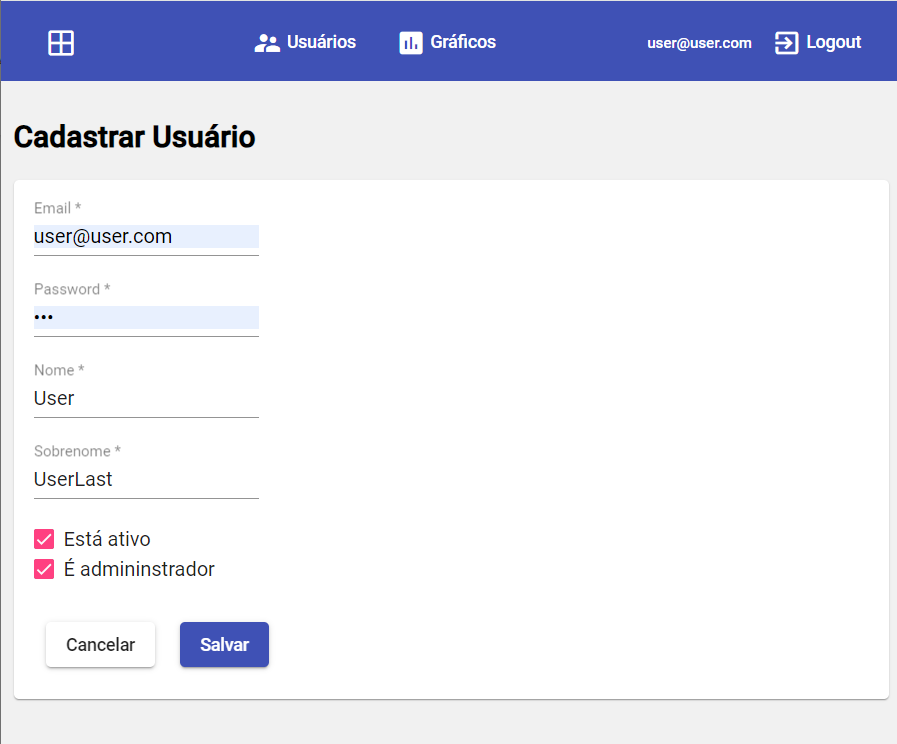 Usuários Gráficos user@user.com Logout
Cadastrar Usuário
Email *
user@user.com
Password *
•••
Nome *
User
Sobrenome *
UserLast
Está ativo
É admininstrador
Cancelar Salvar